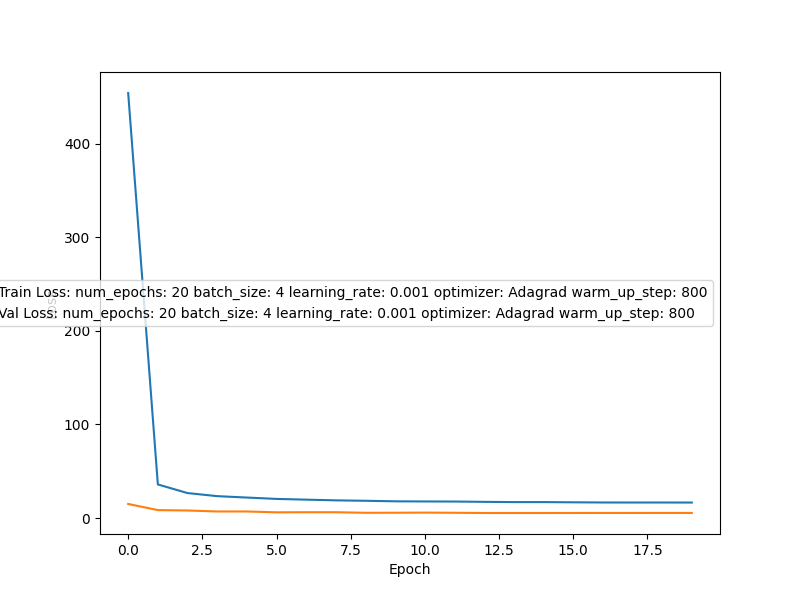 400
300
Train Loss: num_epochs: 20 batch_size: 4 learning_rate: 0.001 optimizer: Adagrad warm_up_step: 800
Val Loss: num_epochs: 20 batch_size: 4 learning_rate: 0.001 optimizer: Adagrad warm_up_step: 800
200
100
0
0.0 2.5 5.0 7.5 10.0 12.5 15.0 17.5
Epoch